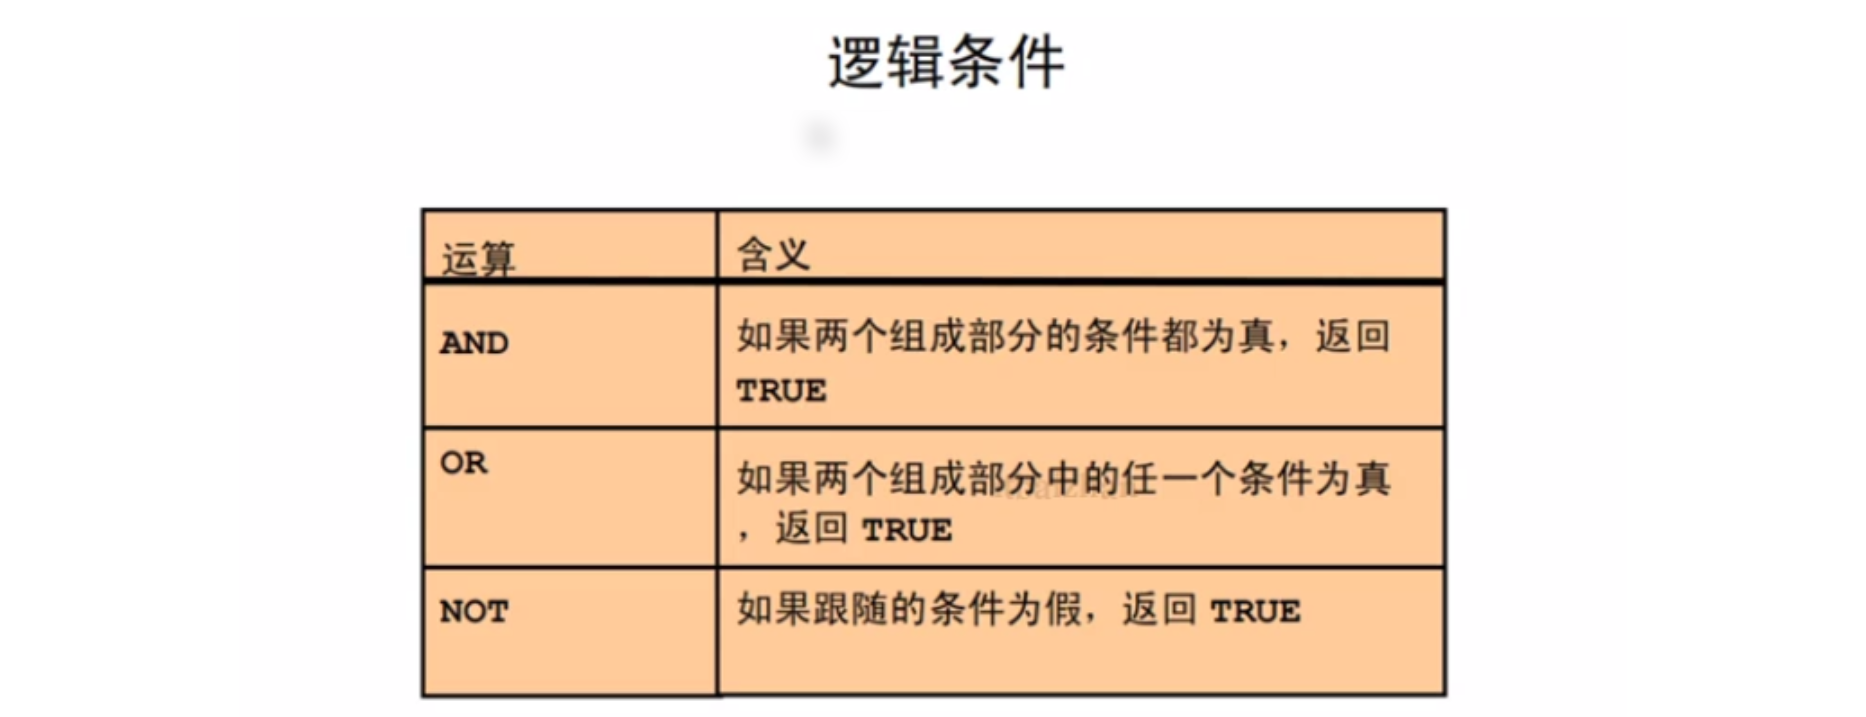 逻辑条件
运算
含义
AND
如果两个组成部分的条件都为真，返回
TRUE
OR
如果两个组成部分中的任一个条件为真
，返回 TRUE
NOT
如果跟随的条件为假，返回 TRUE